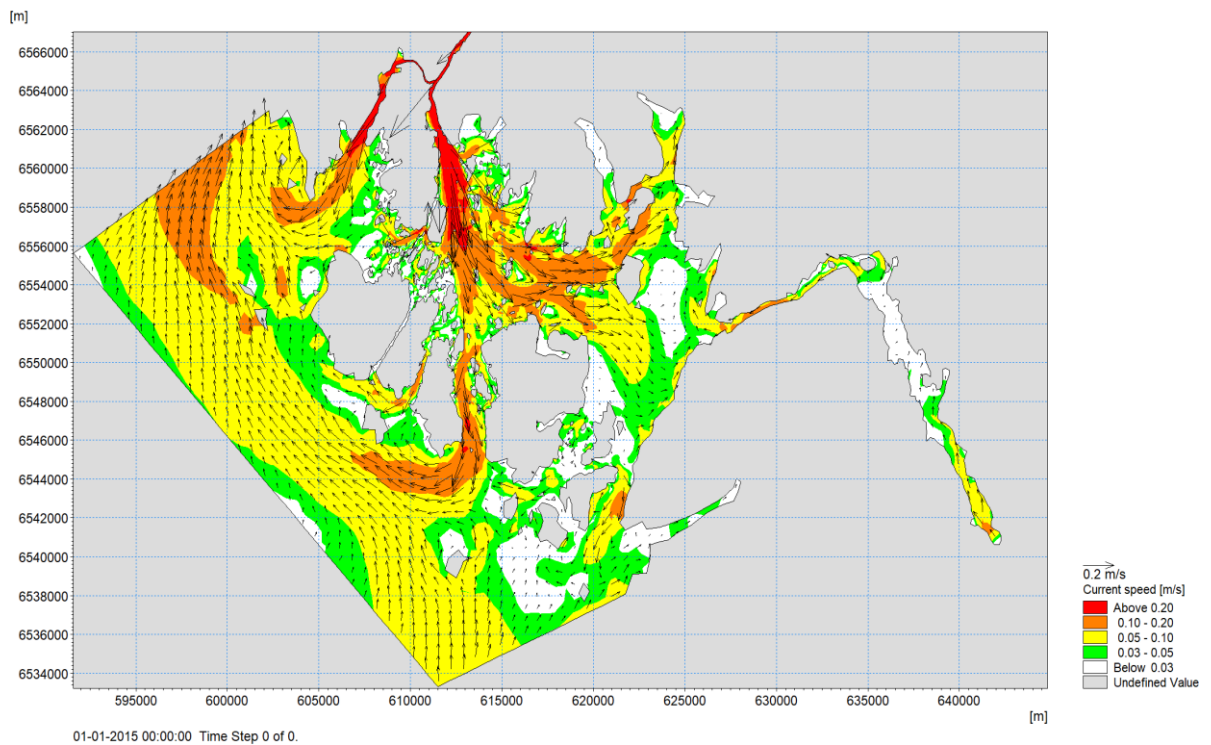 [m]
6566000
6564000
6562000
6560000
6558000
6556000
6554000
6552000
6550000
6548000
6546000
6544000
6542000
6540000
6538000
6536000
6534000
595000 600000 605000 610000 615000 620000 625000 630000 635000 640000
[m]
0.2 m/s
Current speed [m/s]
Above 0.20
0.10 - 0.20
0.05 - 0.10
0.03 - 0.05
Below 0.03
Undefined Value
01-01-2015 00:00:00 Time Step 0 of 0.